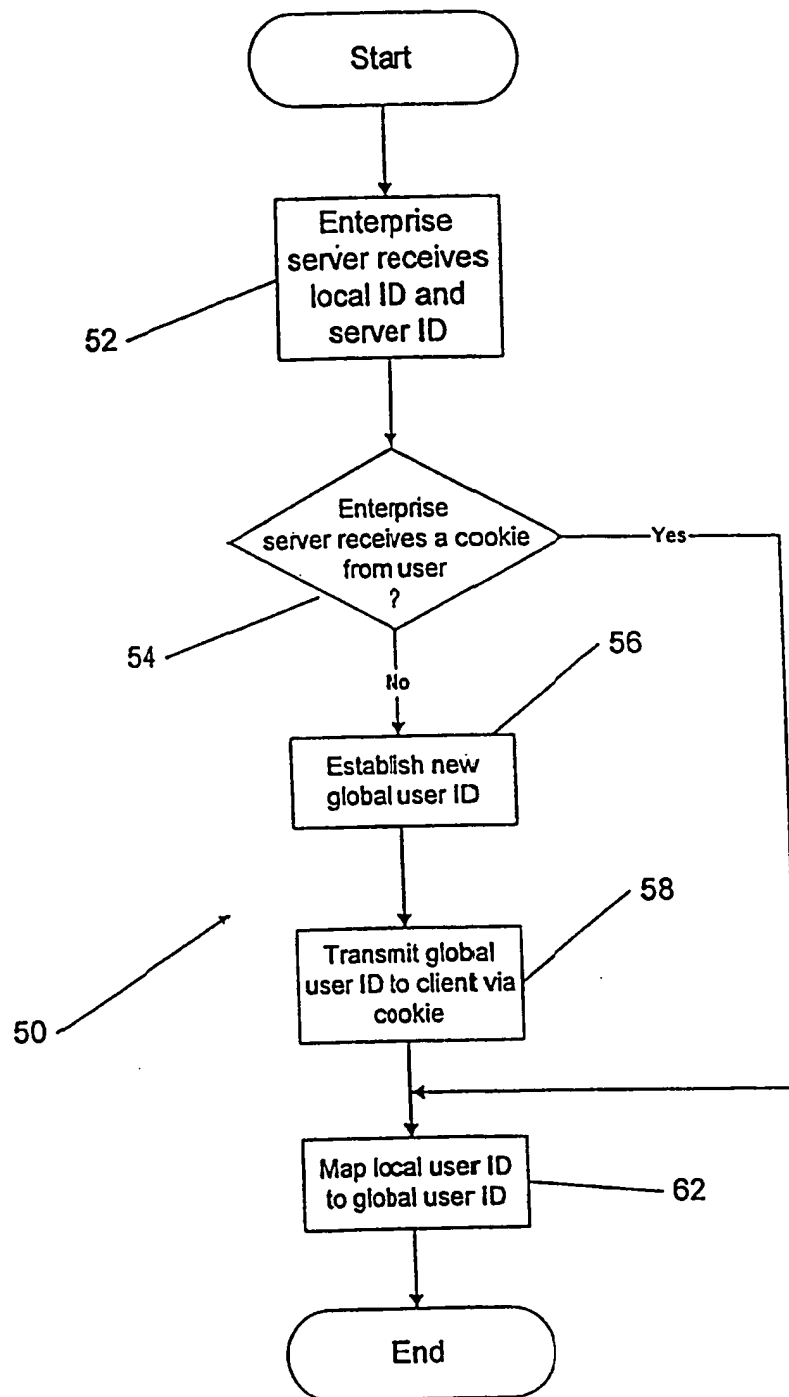 Start
Enterprise
server receives
local ID and
server ID
52
Enterprise
server receives a cookie
from user
?
Yes
54
No
56
Establish new
global user ID
58
Transmit global
user ID to client via
cookie
50
Map local user ID
to global user ID
62
End